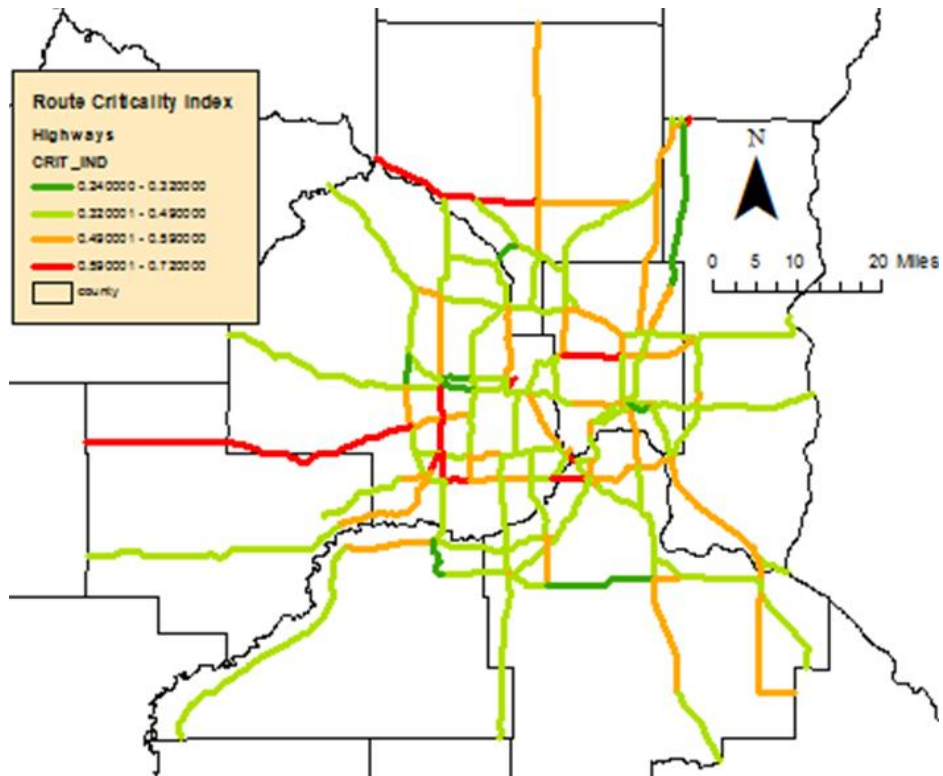 Route Criticality Index
Highways
CRIT_IND
0.240000 - 0.320000
0.320001 - 0.490000
0.490001 - 0.590000
0.590001 - 0.720000
county
N
0 5 10 20 Miles